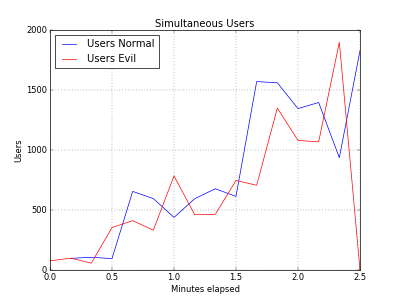 Simultaneous Users
Users Normal
Users Evil
2000
1500
1000
500
0
Users
0.0 0.5 1.0 1.5 2.0 2.5
Minutes elapsed